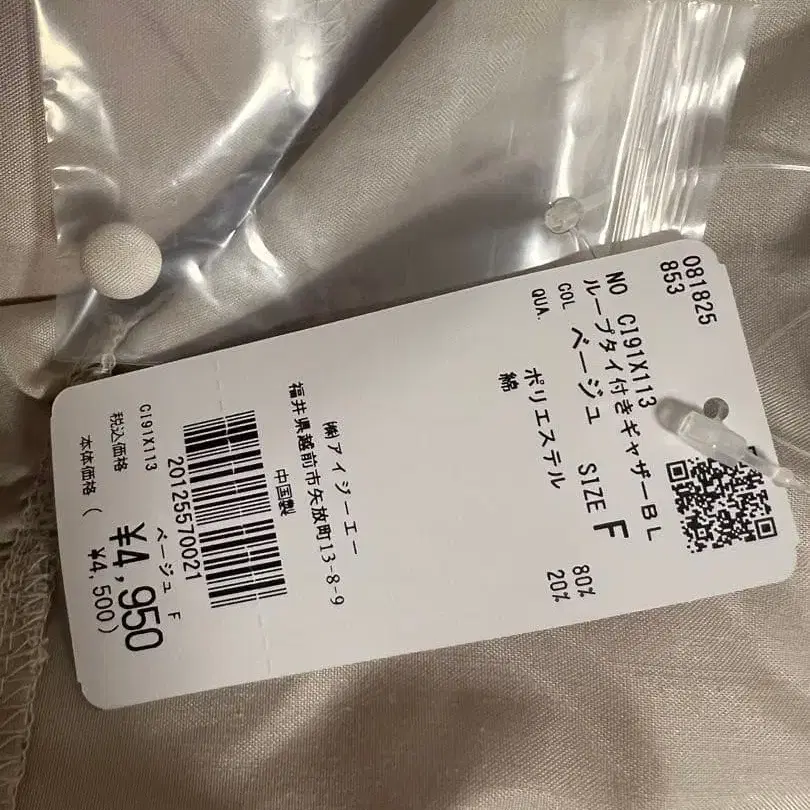 081825
853
NO CI91X113
ループタイ付きギャザーBL
COL ベージュ SIZE F
QUA.
ポリエステル 80%
綿 20%
㈱アイジーエー
福井県越前市矢放町13-8-9
中国製
20125570021
CI91X113 ベージュ F
税込価格 ¥4,950
本体価格 ( ¥4,500)